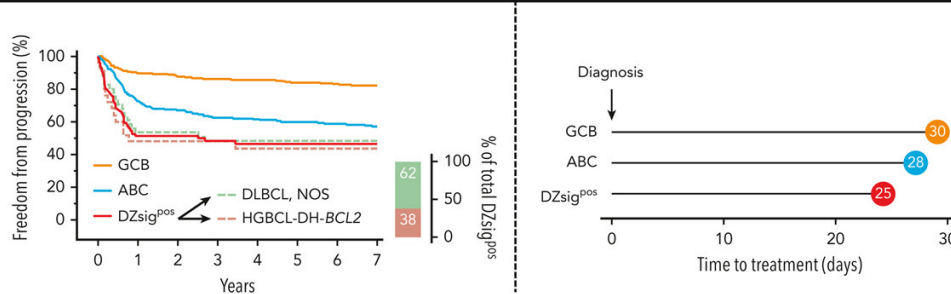 Freedom from progression (%)
100
80
60
40
20
0
GCB
ABC
DZsigpos
DLBCL, NOS
HGBCL-DH-BCL2
0 1 2 3 4 5 6 7
Years
62
38
100
50
0
% of total DZsigpos
Diagnosis
GCB
30
ABC
28
DZsigpos
25
0 10 20 30
Time to treatment (days)